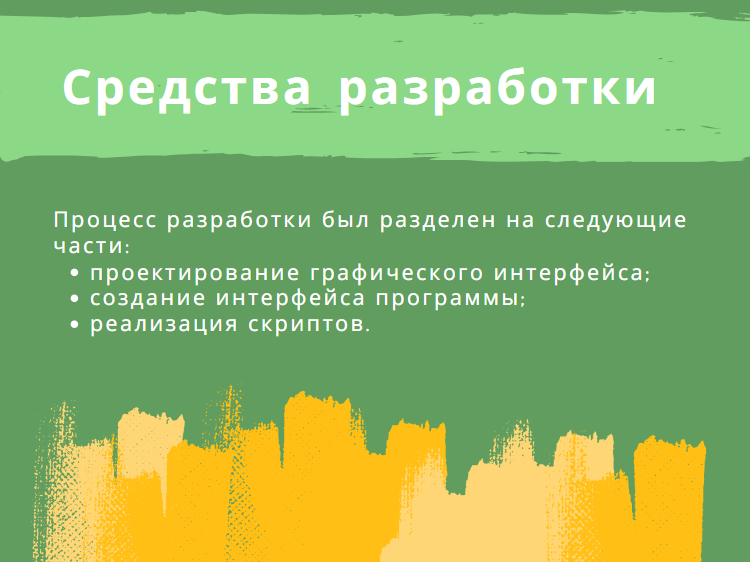 Средства разработки
Процесс разработки был разделен на следующие
части:
• проектирование графического интерфейса;
• создание интерфейса программы;
• реализация скриптов.